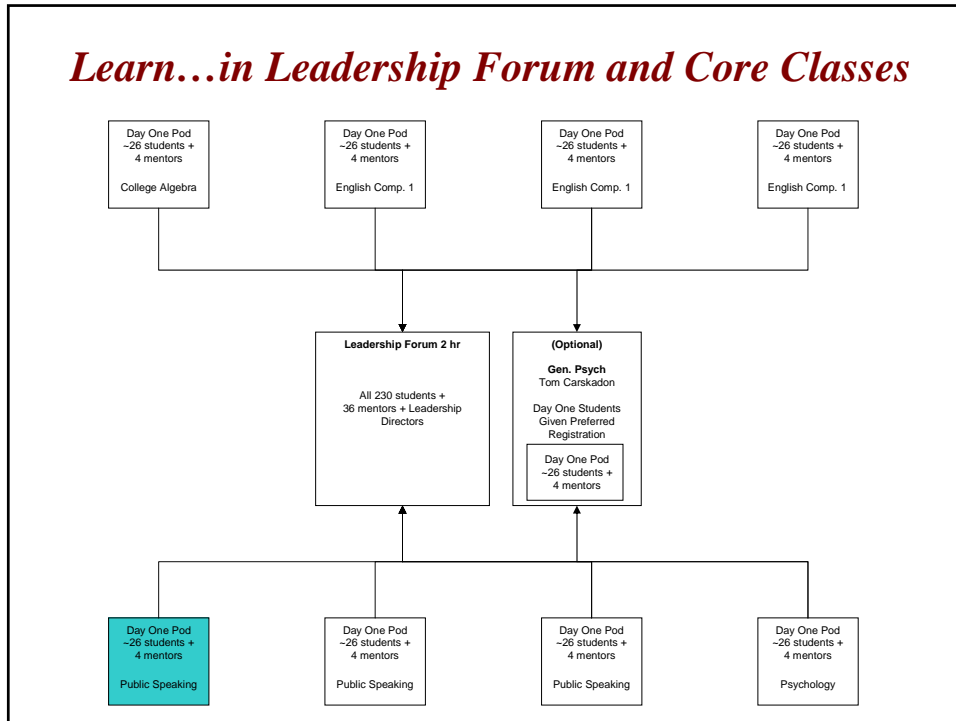 Learn…in Leadership Forum and Core Classes
Day One Pod
~26 students +
4 mentors
College Algebra
Day One Pod
~26 students +
4 mentors
English Comp. 1
Day One Pod
~26 students +
4 mentors
English Comp. 1
Day One Pod
~26 students +
4 mentors
English Comp. 1
Leadership Forum 2 hr
All 230 students +
36 mentors + Leadership
Directors
(Optional)
Gen. Psych
Tom Carskadon
Day One Students
Given Preferred
Registration
Day One Pod
~26 students +
4 mentors
Day One Pod
~26 students +
4 mentors
Public Speaking
Day One Pod
~26 students +
4 mentors
Public Speaking
Day One Pod
~26 students +
4 mentors
Public Speaking
Day One Pod
~26 students +
4 mentors
Psychology